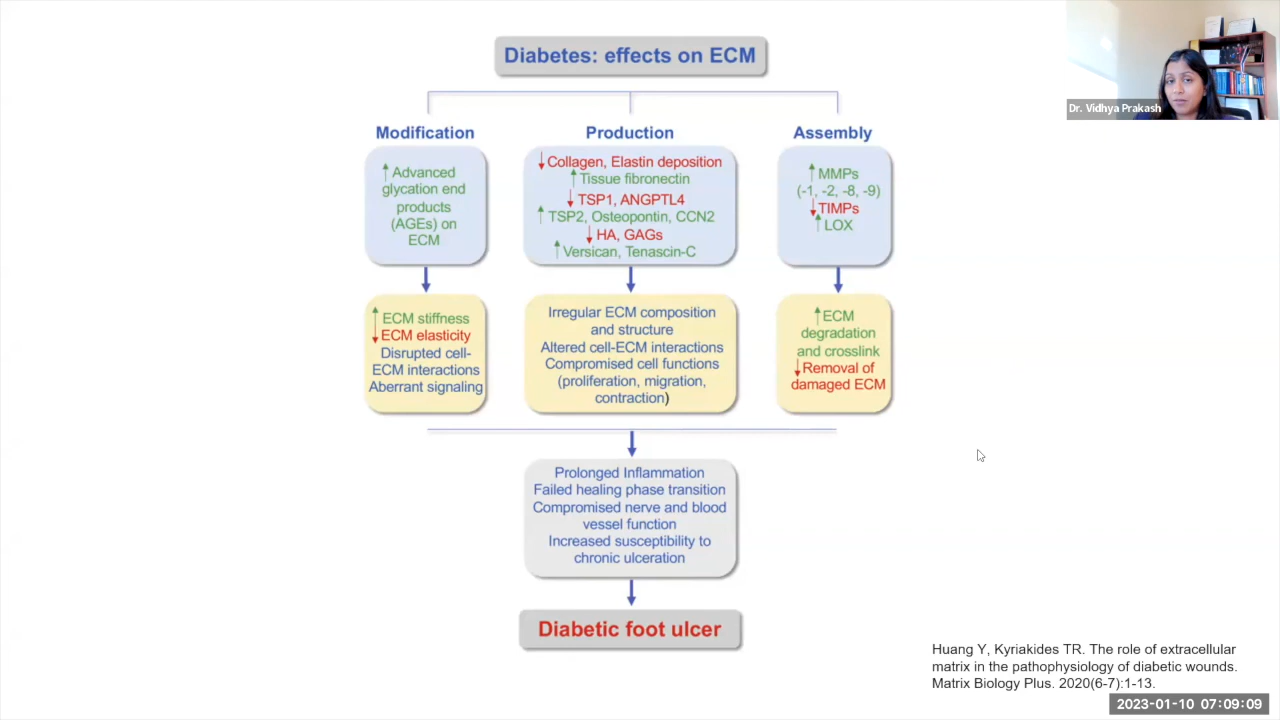 Diabetes: effects on ECM
Modification
Production
Assembly
↑ Advanced
glycation end
products
(AGEs) on
ECM
↓ Collagen, Elastin deposition
↑ Tissue fibronectin
↓ TSP1, ANGPTL4
↑ TSP2, Osteopontin, CCN2
↓ HA, GAGs
↑ Versican, Tenascin-C
↑ MMPs
(-1, -2, -8, -9)
↓ TIMPs
↑ LOX
↑ ECM stiffness
↓ ECM elasticity
Disrupted cell-
ECM interactions
Aberrant signaling
Irregular ECM composition
and structure
Altered cell-ECM interactions
Compromised cell functions
(proliferation, migration,
contraction)
↑ ECM
degradation
and crosslink
↓ Removal of
damaged ECM
Prolonged Inflammation
Failed healing phase transition
Compromised nerve and blood
vessel function
Increased susceptibility to
chronic ulceration
Diabetic foot ulcer
Huang Y, Kyriakides TR. The role of extracellular
matrix in the pathophysiology of diabetic wounds.
Matrix Biology Plus. 2020(6-7):1-13.
Dr. Vidhya Prakash
2023-01-10 07:09:09